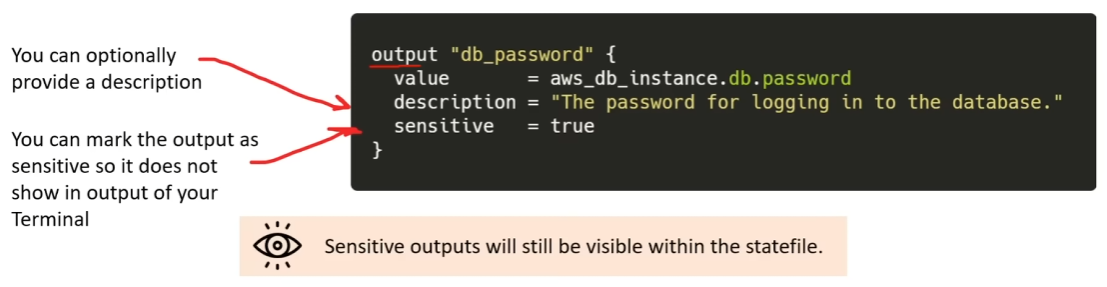 You can optionally
provide a description
You can mark the output as
sensitive so it does not
show in output of your
Terminal
output "db_password" {
  value       = aws_db_instance.db.password
  description = "The password for logging in to the database."
  sensitive   = true
}
Sensitive outputs will still be visible within the statefile.